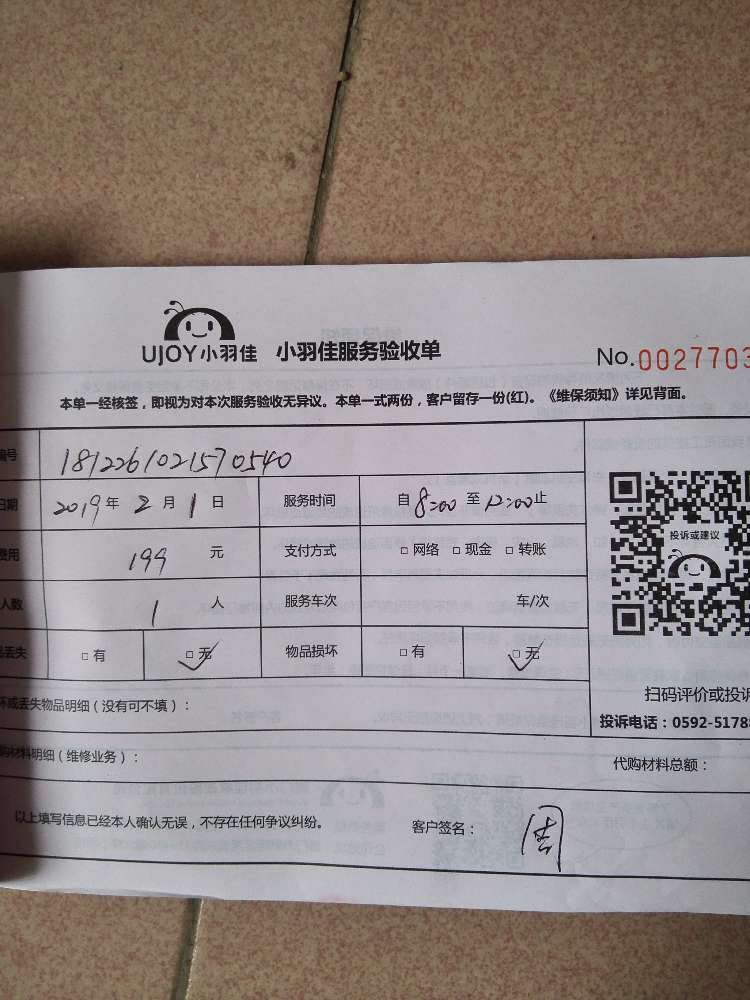 UJOY小羽佳 小羽佳服务验收单 No.0027703
本单一经核签，即视为对本次服务验收无异议。本单一式两份，客户留存一份(红)。《维保须知》详见背面。
编号 1812261021570540
日期 2019年 2月 1日 服务时间 自8:00至12:00止
费用 199 元 支付方式 □网络 □现金 □转账
人数 1 人 服务车次 车/次
丢失 □有 □无 物品损坏 □有 □无
投诉或建议
坏或丢失物品明细（没有可不填）：
扫码评价或投诉
投诉电话：0592-5178
购材料明细（维修业务）： 代购材料总额：
以上填写信息已经本人确认无误，不存在任何争议纠纷。 客户签名： 周